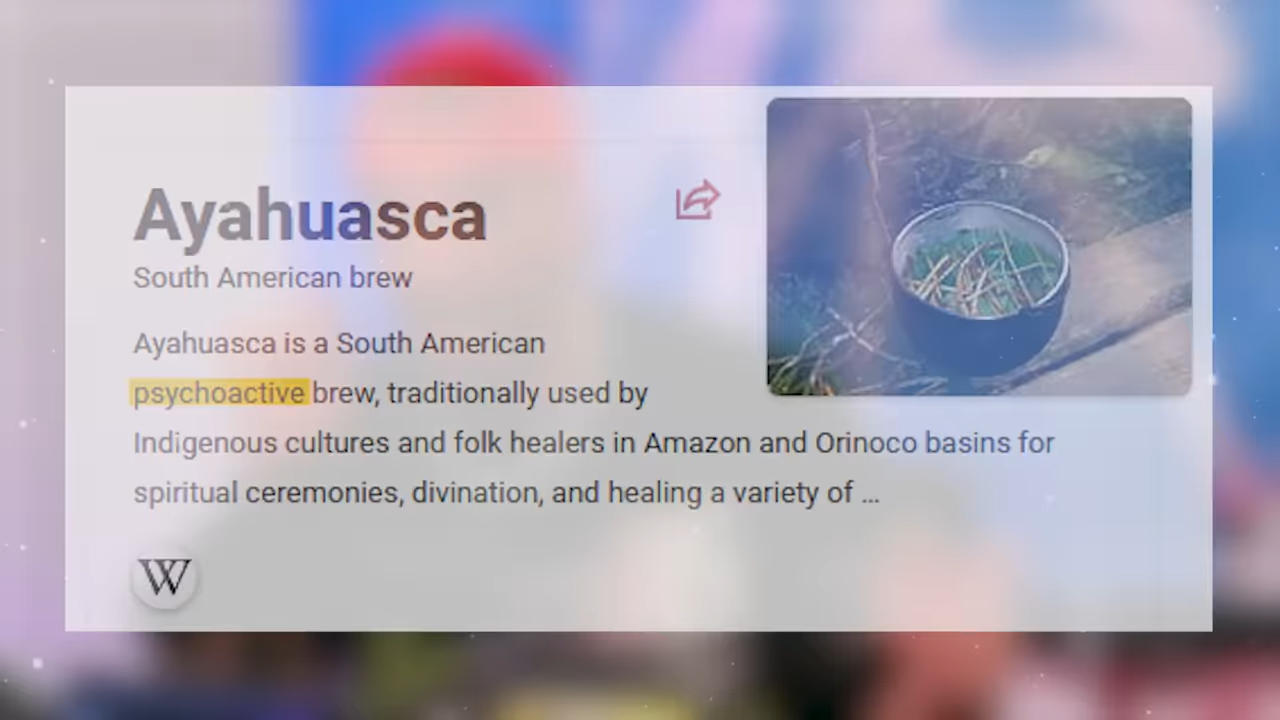 Ayahuasca
South American brew
Ayahuasca is a South American
psychoactive brew, traditionally used by
Indigenous cultures and folk healers in Amazon and Orinoco basins for
spiritual ceremonies, divination, and healing a variety of ...
W